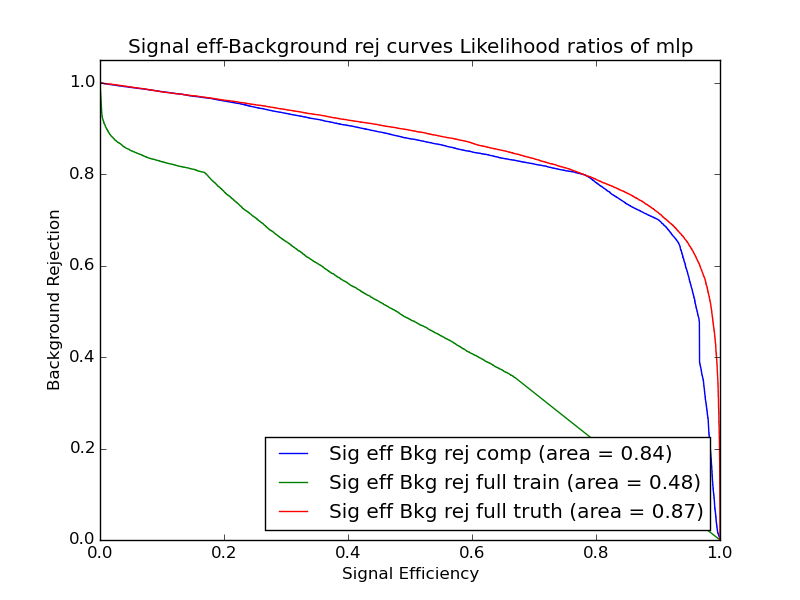 Signal eff-Background rej curves Likelihood ratios of mlp
1.0
0.8
0.6
0.4
0.2
0.0
Background Rejection
Sig eff Bkg rej comp (area = 0.84)
Sig eff Bkg rej full train (area = 0.48)
Sig eff Bkg rej full truth (area = 0.87)
0.0 0.2 0.4 0.6 0.8 1.0
Signal Efficiency